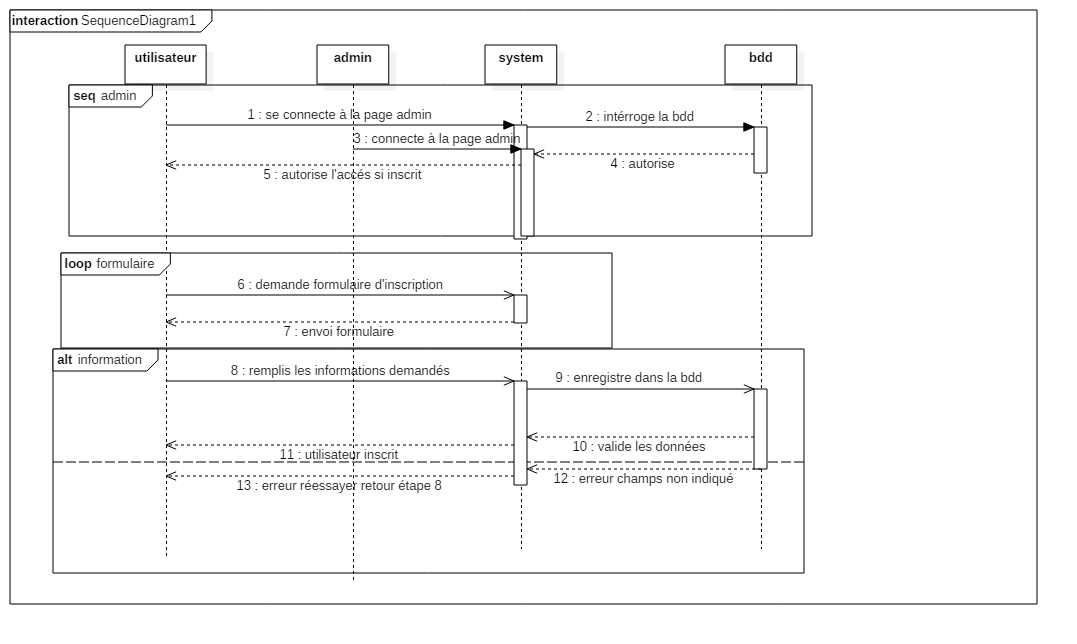 interaction SequenceDiagram1
utilisateur
admin
system
bdd
seq admin
1 : se connecte à la page admin
2 : intérroge la bdd
3 : connecte à la page admin
4 : autorise
5 : autorise l'accés si inscrit
loop formulaire
6 : demande formulaire d'inscription
7 : envoi formulaire
alt information
8 : remplis les informations demandés
9 : enregistre dans la bdd
10 : valide les données
11 : utilisateur inscrit
12 : erreur champs non indiqué
13 : erreur réessayer retour étape 8